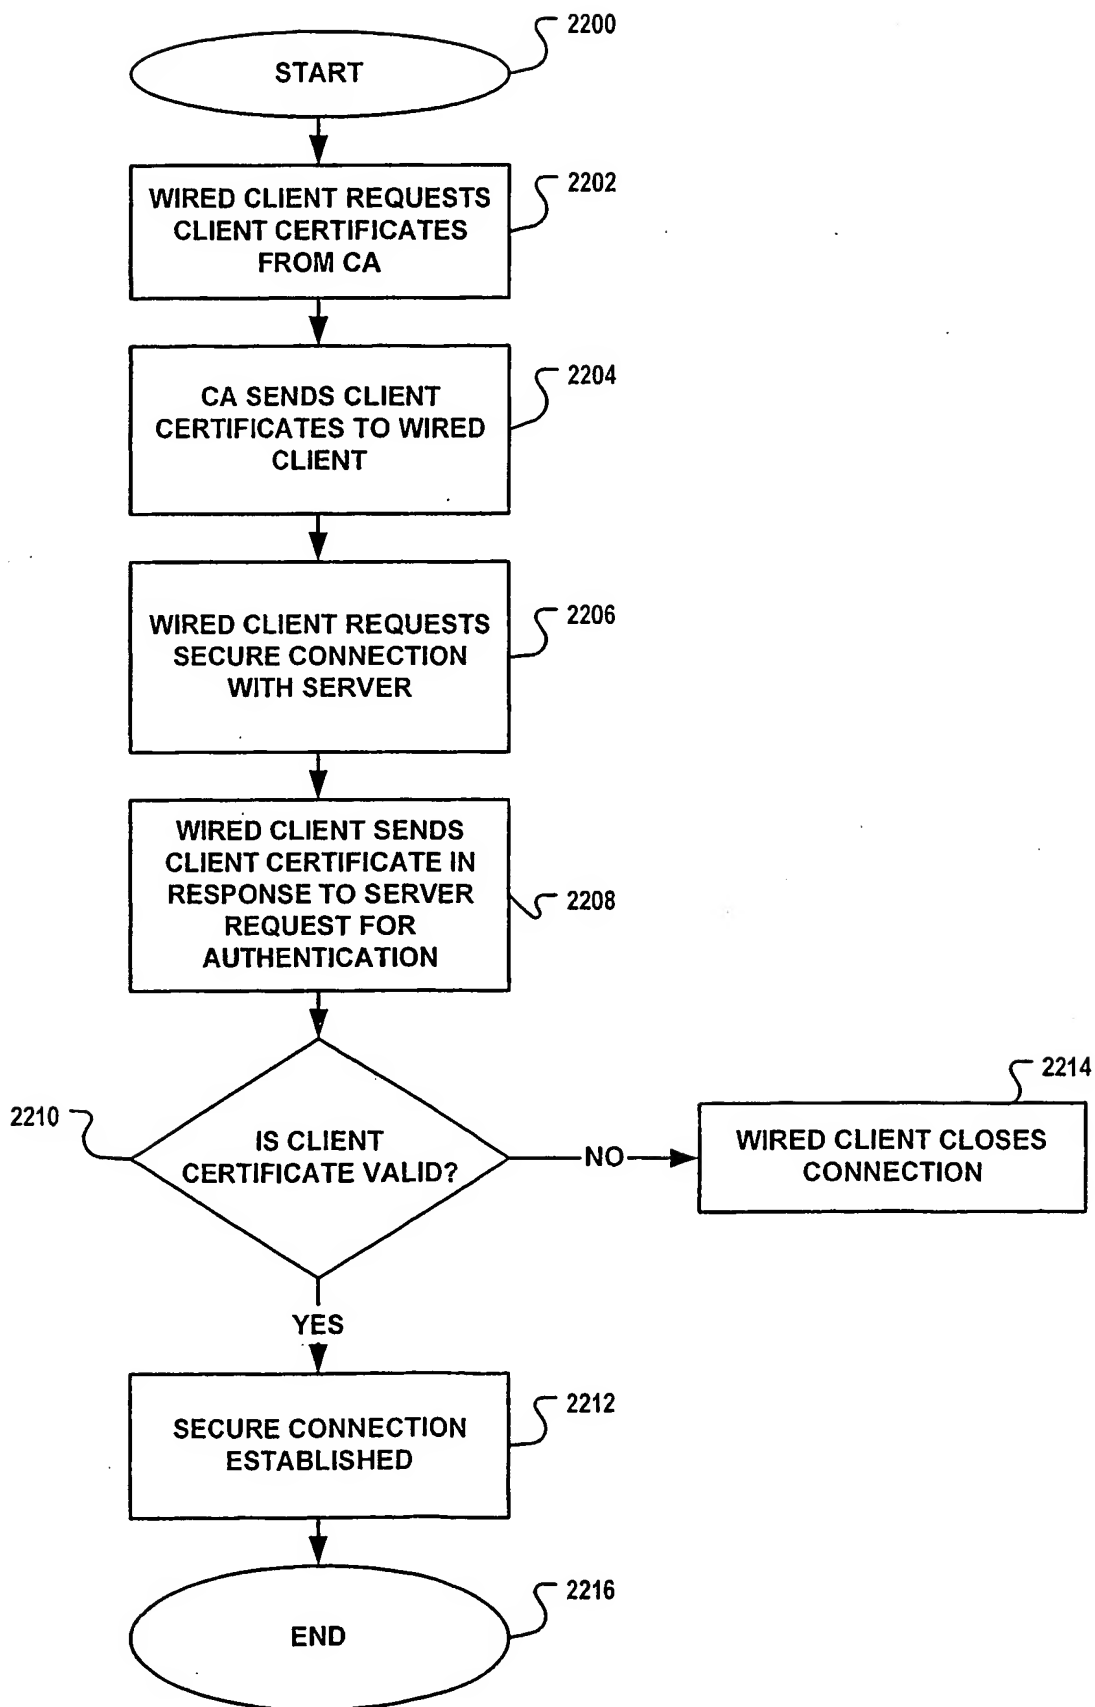 2200
START
2202
WIRED CLIENT REQUESTS
CLIENT CERTIFICATES
FROM CA
2204
CA SENDS CLIENT
CERTIFICATES TO WIRED
CLIENT
2206
WIRED CLIENT REQUESTS
SECURE CONNECTION
WITH SERVER
WIRED CLIENT SENDS
CLIENT CERTIFICATE IN
RESPONSE TO SERVER
REQUEST FOR
AUTHENTICATION
2208
2210
IS CLIENT
CERTIFICATE VALID?
NO
2214
WIRED CLIENT CLOSES
CONNECTION
YES
2212
SECURE CONNECTION
ESTABLISHED
2216
END